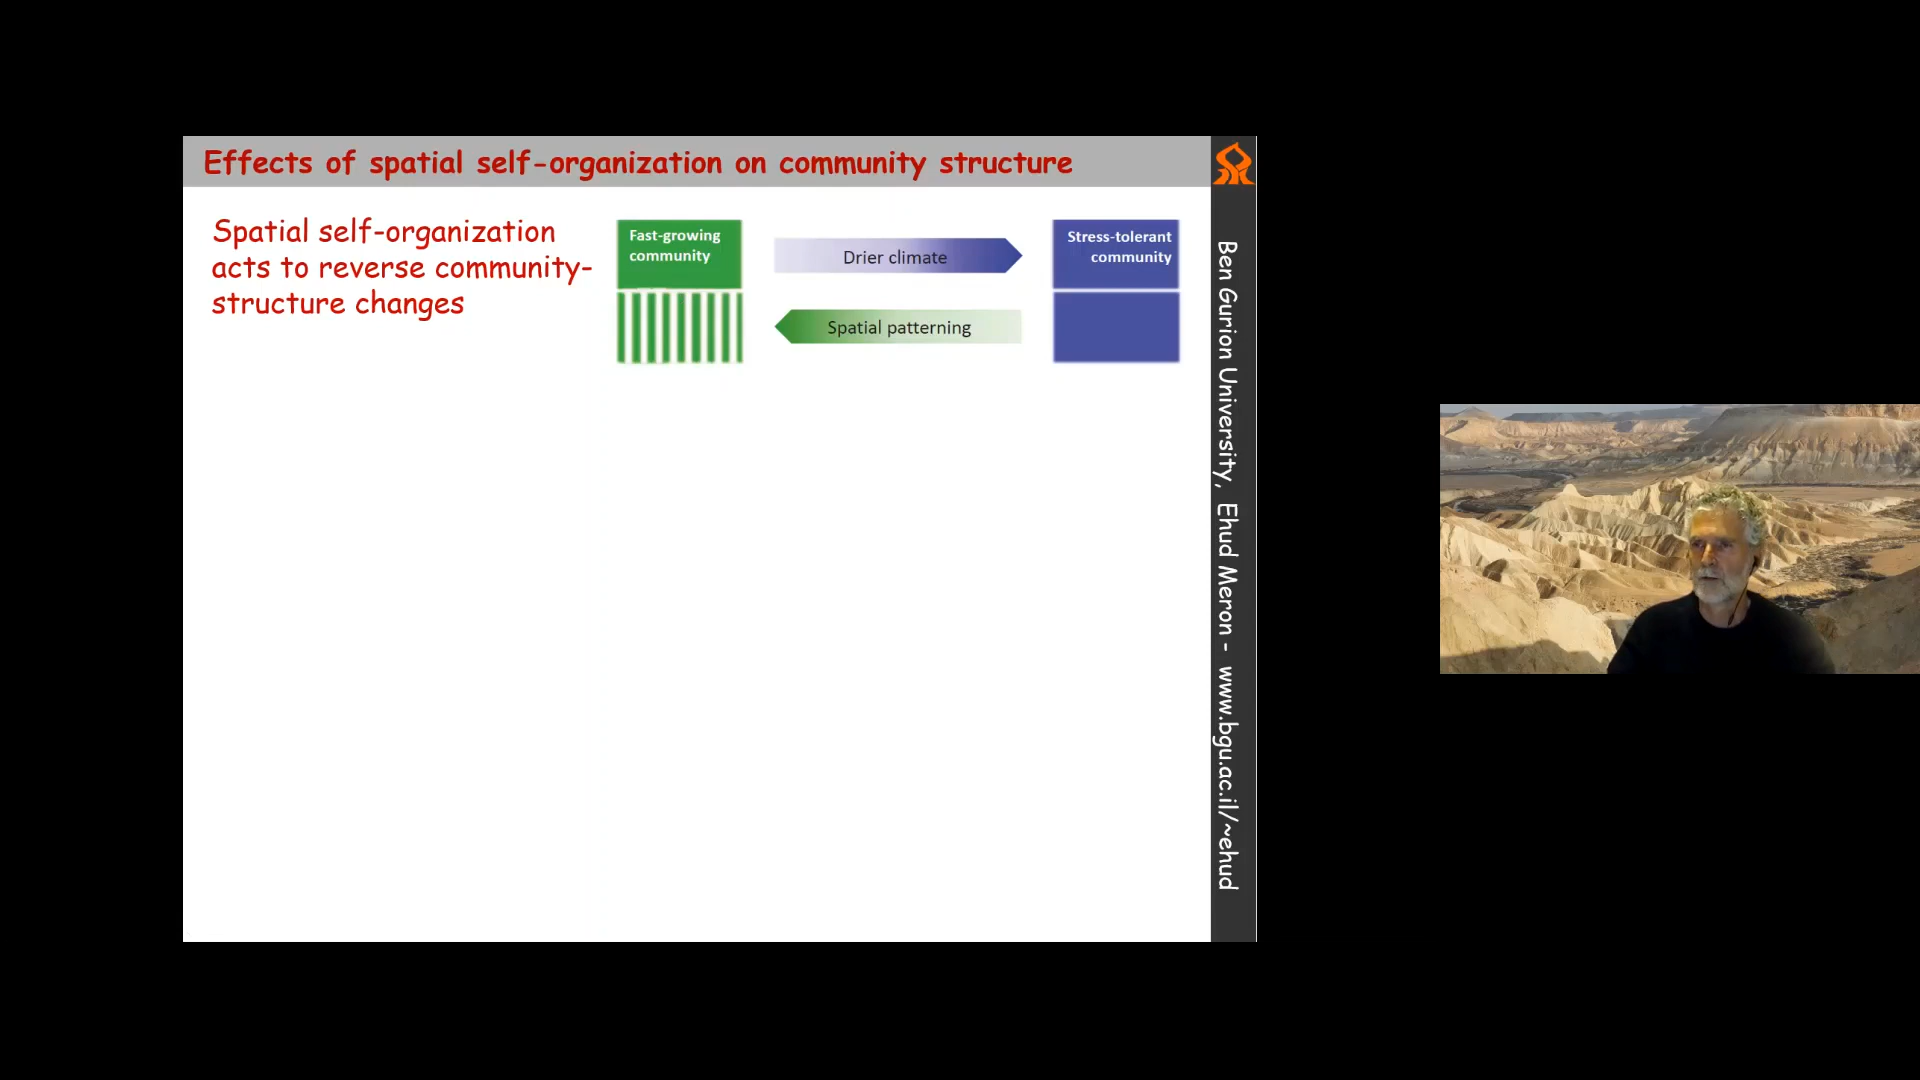 Effects of spatial self-organization on community structure
Spatial self-organization
acts to reverse community-
structure changes
Fast-growing
community
Drier climate
Stress-tolerant
community
Spatial patterning
Ben Gurion University, Ehud Meron - www.bgu.ac.il/~ehud